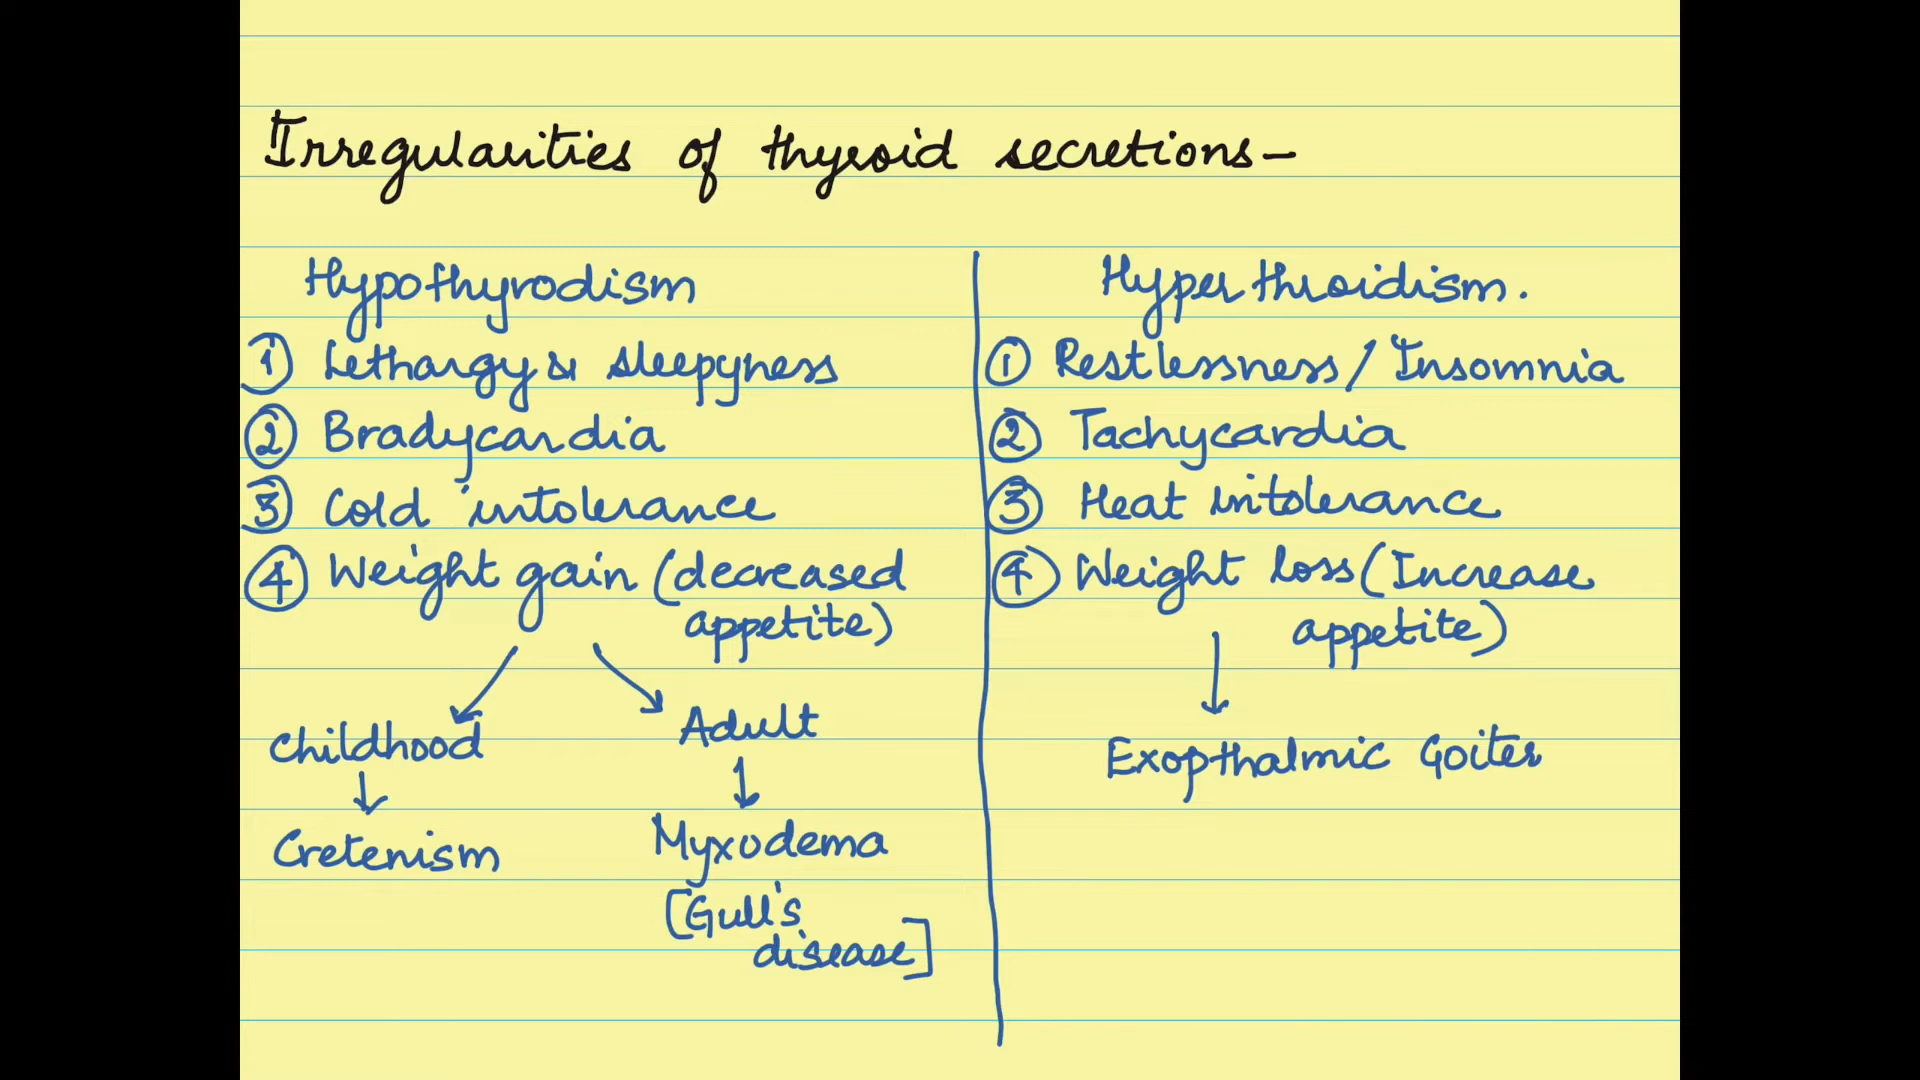 Irregularities of thyroid secretions-
Hypothyrodism
① Lethargy & sleepyness
② Bradycardia
③ Cold intolerance
④ Weight gain (decreased
appetite)
Childhood
Adult
Cretenism
Myxodema
[Gull's
disease]
Hyperthroidism.
① Restlessness/Insomnia
② Tachycardia
③ Heat intolerance
④ Weight loss (Increase
appetite)
Exopthalmic Goiter